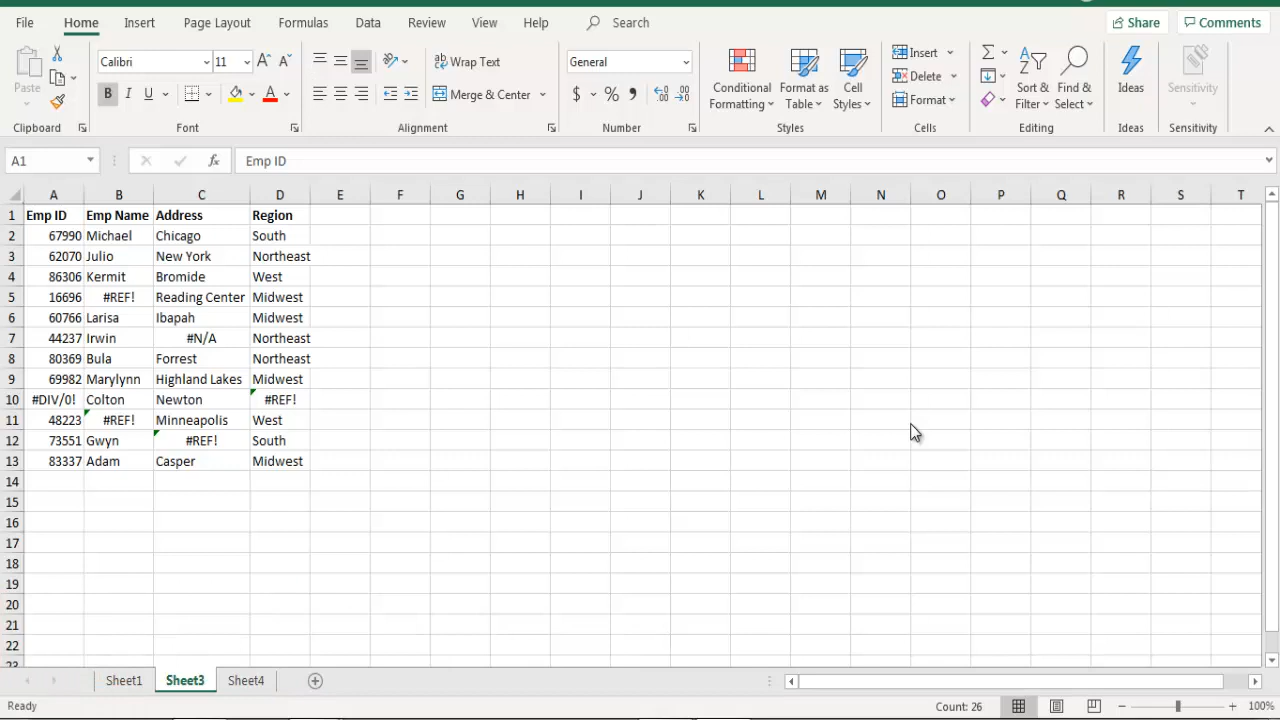 File Home Insert Page Layout Formulas Data Review View Help Search Share Comments
Paste Calibri 11 B I U ab Wrap Text Merge & Center General $ % , Conditional Formatting Format as Table Cell Styles Insert Delete Format Sort & Filter Find & Select Ideas Sensitivity
Clipboard Font Alignment Number Styles Cells Editing Ideas Sensitivity
A1 fx Emp ID
A B C D E F G H I J K L M N O P Q R S T
1 Emp ID Emp Name Address Region
2 67990 Michael Chicago South
3 62070 Julio New York Northeast
4 86306 Kermit Bromide West
5 16696 #REF! Reading Center Midwest
6 60766 Larisa Ibapah Midwest
7 44237 Irwin #N/A Northeast
8 80369 Bula Forrest Northeast
9 69982 Marylynn Highland Lakes Midwest
10 #DIV/0! Colton Newton #REF!
11 48223 #REF! Minneapolis West
12 73551 Gwyn #REF! South
13 83337 Adam Casper Midwest
14
15
16
17
18
19
20
21
22
23
Sheet1 Sheet3 Sheet4
Ready Count: 26 100%